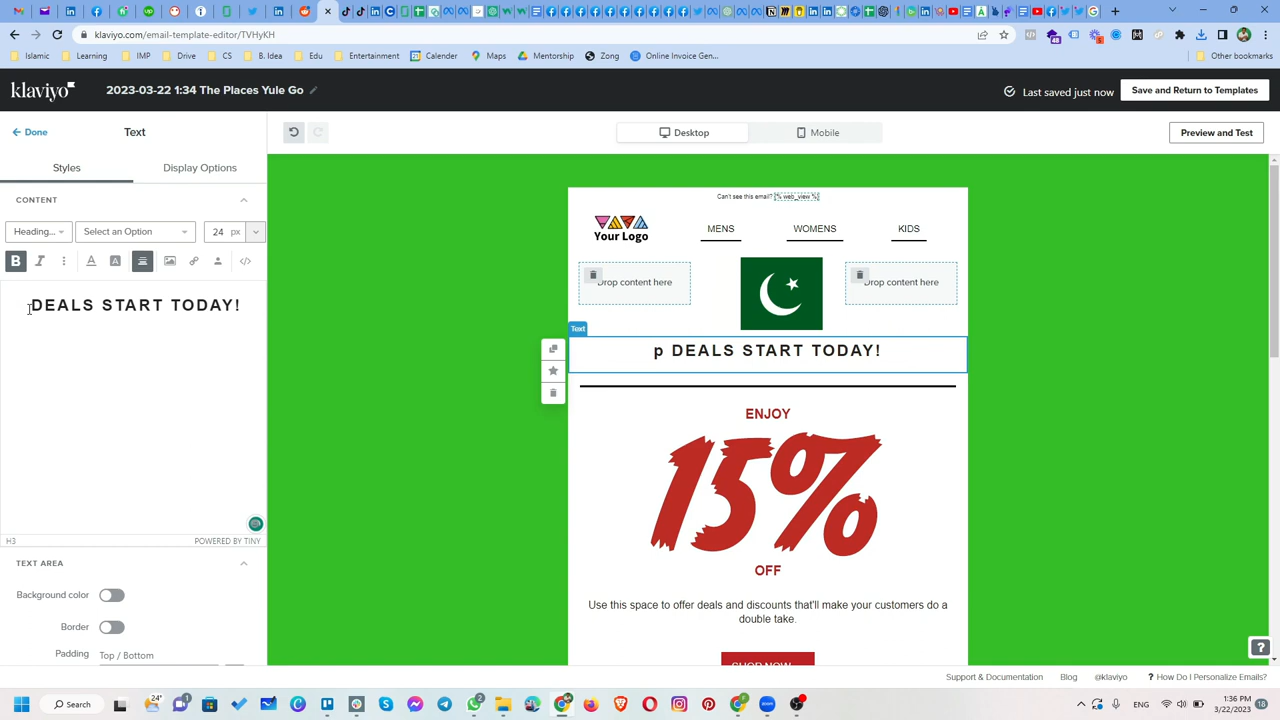 klaviyo.com/email-template-editor/TVHyKH
Islamic Learning IMP Drive CS B. Idea Edu Entertainment Calender Maps Mentorship Zong Online Invoice Gen... Other bookmarks
klaviyo 2023-03-22 1:34 The Places Yule Go Last saved just now Save and Return to Templates
Done Text Desktop Mobile Preview and Test
Styles Display Options
CONTENT
Heading... Select an Option 24 px
B I A A
DEALS START TODAY!
H3 POWERED BY TINY
TEXT AREA
Background color
Border
Padding Top / Bottom
Can't see this email? {% web_view %}
Your Logo MENS WOMENS KIDS
Drop content here Drop content here
Text
p DEALS START TODAY!
ENJOY
15%
OFF
Use this space to offer deals and discounts that'll make your customers do a
double take.
SHOP NOW
?
Support & Documentation Blog @klaviyo ? How Do I Personalize Emails?
Search 1:36 PM
3/22/2023 18